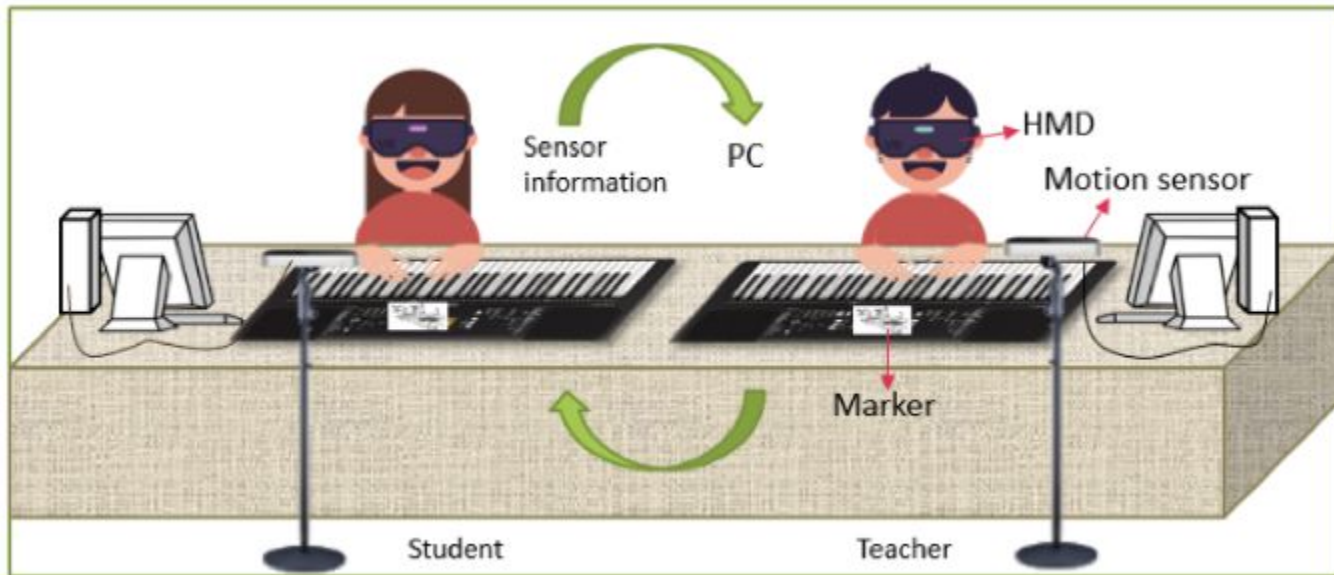 Sensor
information
PC
HMD
Motion sensor
Marker
Student
Teacher